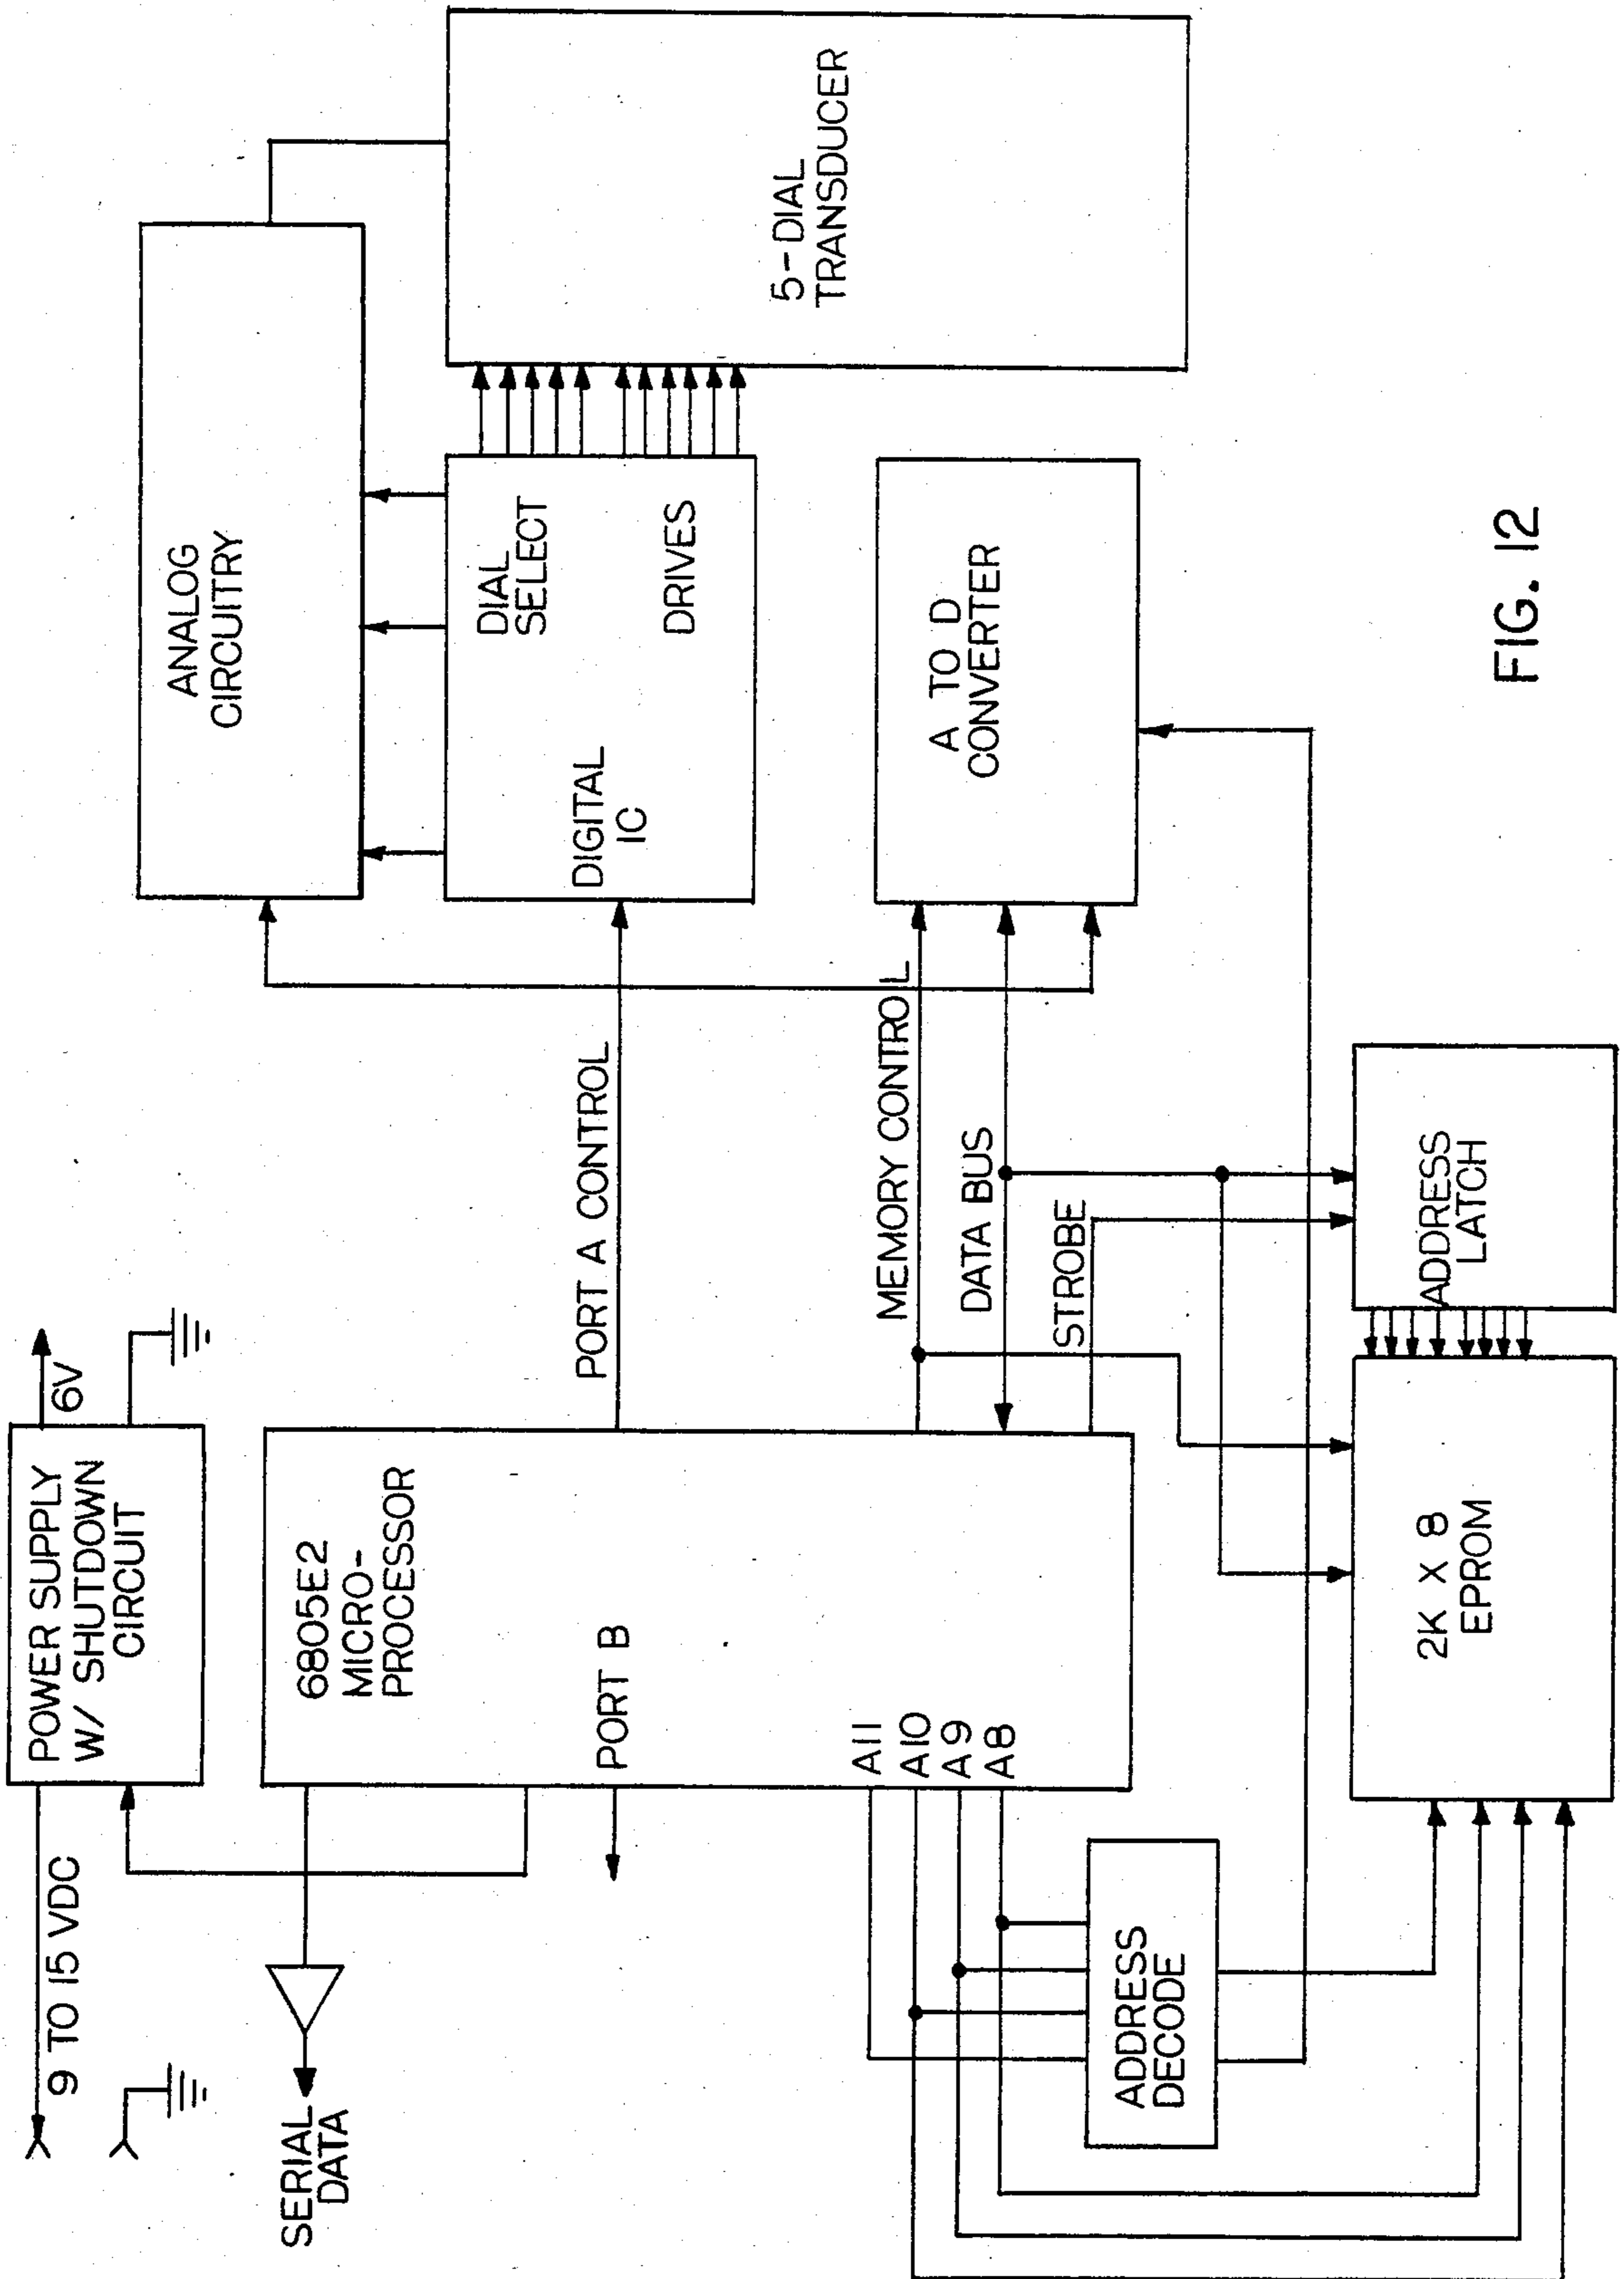 9 TO 15 VDC
POWER SUPPLY
W/ SHUTDOWN
CIRCUIT
6V
SERIAL
DATA
6805E2
MICRO-
PROCESSOR
PORT B
A11
A10
A9
A8
PORT A CONTROL
MEMORY CONTROL
DATA BUS
STROBE
ANALOG
CIRCUITRY
DIGITAL
IC
DIAL
SELECT
DRIVES
5-DIAL
TRANSDUCER
A TO D
CONVERTER
ADDRESS
DECODE
2K X 8
EPROM
ADDRESS
LATCH
FIG. 12